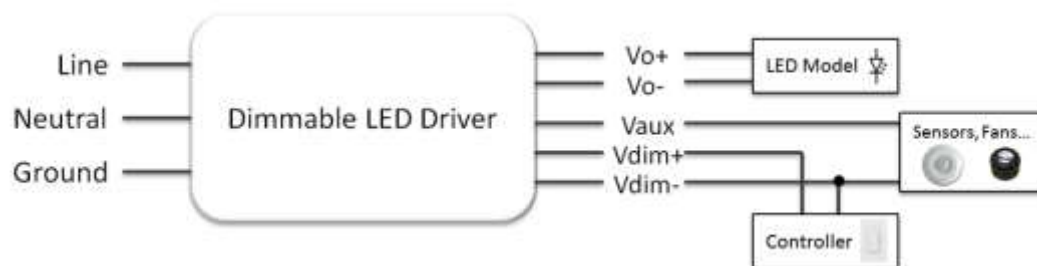 Line
Neutral
Ground
Dimmable LED Driver
Vo+
Vo-
Vaux
Vdim+
Vdim-
LED Model
Sensors, Fans...
Controller